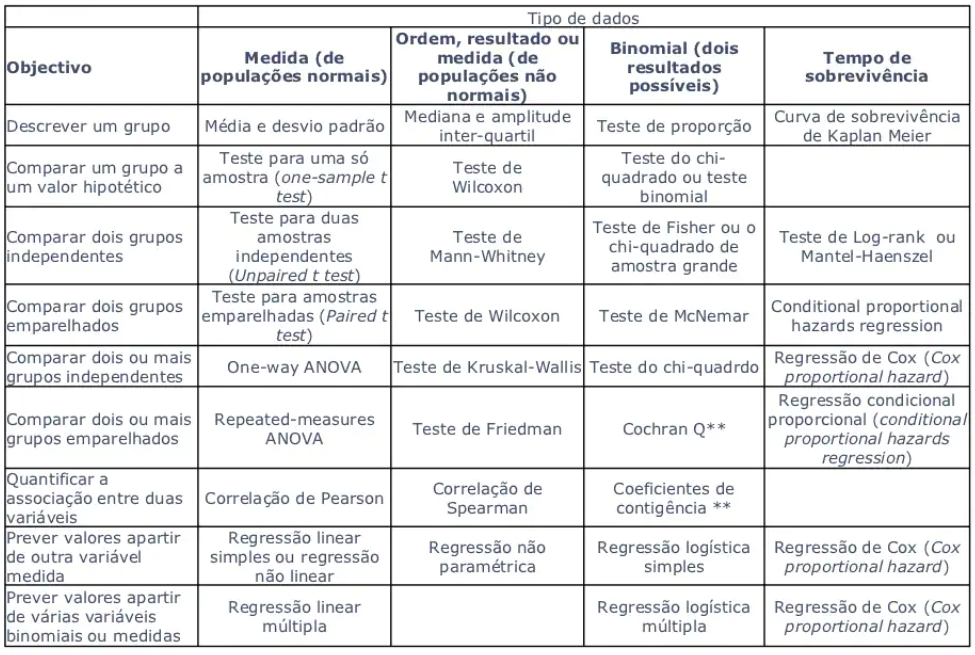 Tipo de dados
Objectivo
Medida (de
populações normais)
Ordem, resultado ou
medida (de
populações não
normais)
Binomial (dois
resultados
possíveis)
Tempo de
sobrevivência
Descrever um grupo
Média e desvio padrão
Mediana e amplitude
inter-quartil
Teste de proporção
Curva de sobrevivência
de Kaplan Meier
Comparar um grupo a
um valor hipotético
Teste para uma só
amostra (one-sample t
test)
Teste de
Wilcoxon
Teste do chi-
quadrado ou teste
binomial
Comparar dois grupos
independentes
Teste para duas
amostras
independentes
(Unpaired t test)
Teste de
Mann-Whitney
Teste de Fisher ou o
chi-quadrado de
amostra grande
Teste de Log-rank ou
Mantel-Haenszel
Comparar dois grupos
emparelhados
Teste para amostras
emparelhadas (Paired t
test)
Teste de Wilcoxon
Teste de McNemar
Conditional proportional
hazards regression
Comparar dois ou mais
grupos independentes
One-way ANOVA
Teste de Kruskal-Wallis
Teste do chi-quadrdo
Regressão de Cox (Cox
proportional hazard)
Comparar dois ou mais
grupos emparelhados
Repeated-measures
ANOVA
Teste de Friedman
Cochran Q**
Regressão condicional
proporcional (conditional
proportional hazards
regression)
Quantificar a
associação entre duas
variáveis
Correlação de Pearson
Correlação de
Spearman
Coeficientes de
contigência **
Prever valores apartir
de outra variável
medida
Regressão linear
simples ou regressão
não linear
Regressão não
paramétrica
Regressão logística
simples
Regressão de Cox (Cox
proportional hazard)
Prever valores apartir
de várias variáveis
binomiais ou medidas
Regressão linear
múltipla
Regressão logística
múltipla
Regressão de Cox (Cox
proportional hazard)